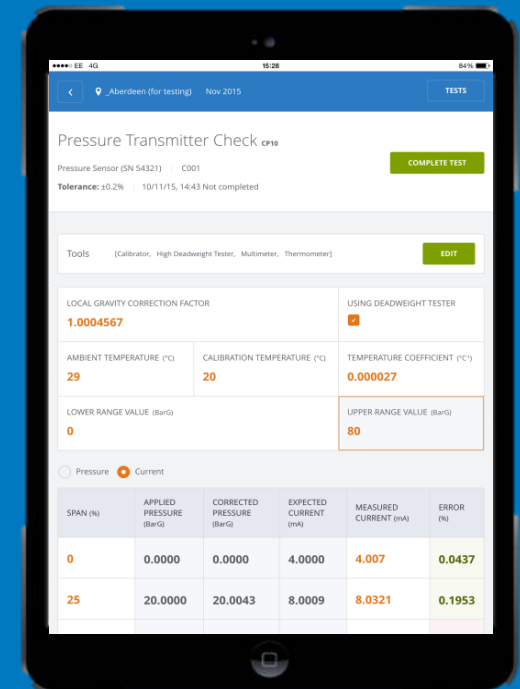 EE 4G 15:28 84%
_Aberdeen (for testing) Nov 2015 TESTS
Pressure Transmitter Check CP10
COMPLETE TEST
Pressure Sensor (SN 54321) C001
Tolerance: ±0.2% 10/11/15, 14:43 Not completed
Tools [Calibrator, High Deadweight Tester, Multimeter, Thermometer] EDIT
LOCAL GRAVITY CORRECTION FACTOR USING DEADWEIGHT TESTER
1.0004567
AMBIENT TEMPERATURE (°C) CALIBRATION TEMPERATURE (°C) TEMPERATURE COEFFICIENT (°C⁻¹)
29 20 0.000027
LOWER RANGE VALUE (BarG) UPPER RANGE VALUE (BarG)
0 80
Pressure Current
SPAN (%) APPLIED PRESSURE (BarG) CORRECTED PRESSURE (BarG) EXPECTED CURRENT (mA) MEASURED CURRENT (mA) ERROR (%)
0 0.0000 0.0000 4.0000 4.007 0.0437
25 20.0000 20.0043 8.0009 8.0321 0.1953